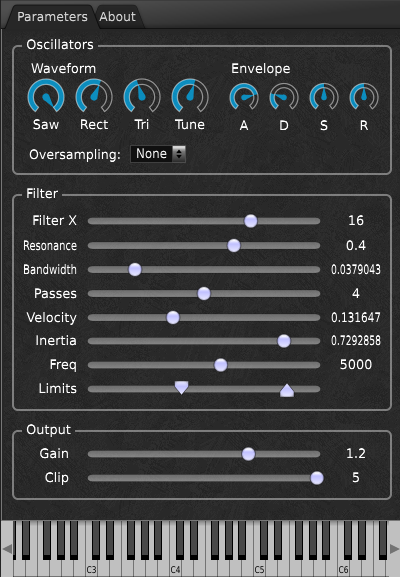 Parameters About
Oscillators
Waveform Envelope
Saw Rect Tri Tune A D S R
Oversampling: None
Filter
Filter X 16
Resonance 0.4
Bandwidth 0.0379043
Passes 4
Velocity 0.131647
Inertia 0.7292858
Freq 5000
Limits
Output
Gain 1.2
Clip 5
C3 C4 C5 C6